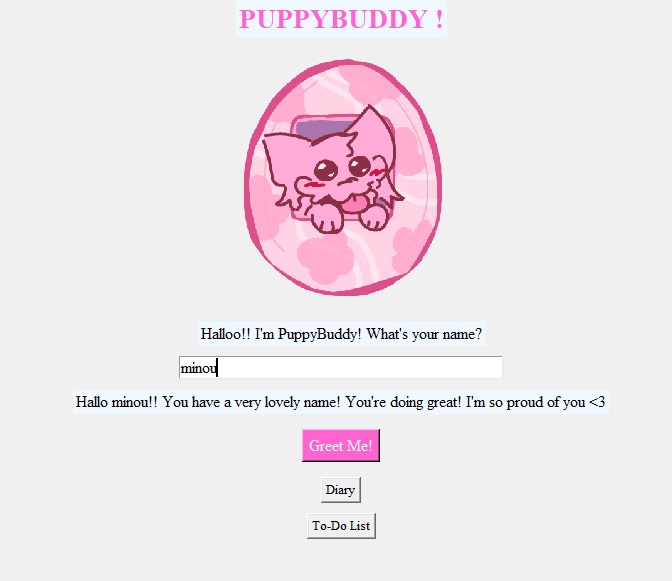 PUPPYBUDDY !
Halloo!! I'm PuppyBuddy! What's your name?
minou
Hallo minou!! You have a very lovely name! You're doing great! I'm so proud of you <3
Greet Me!
Diary
To-Do List